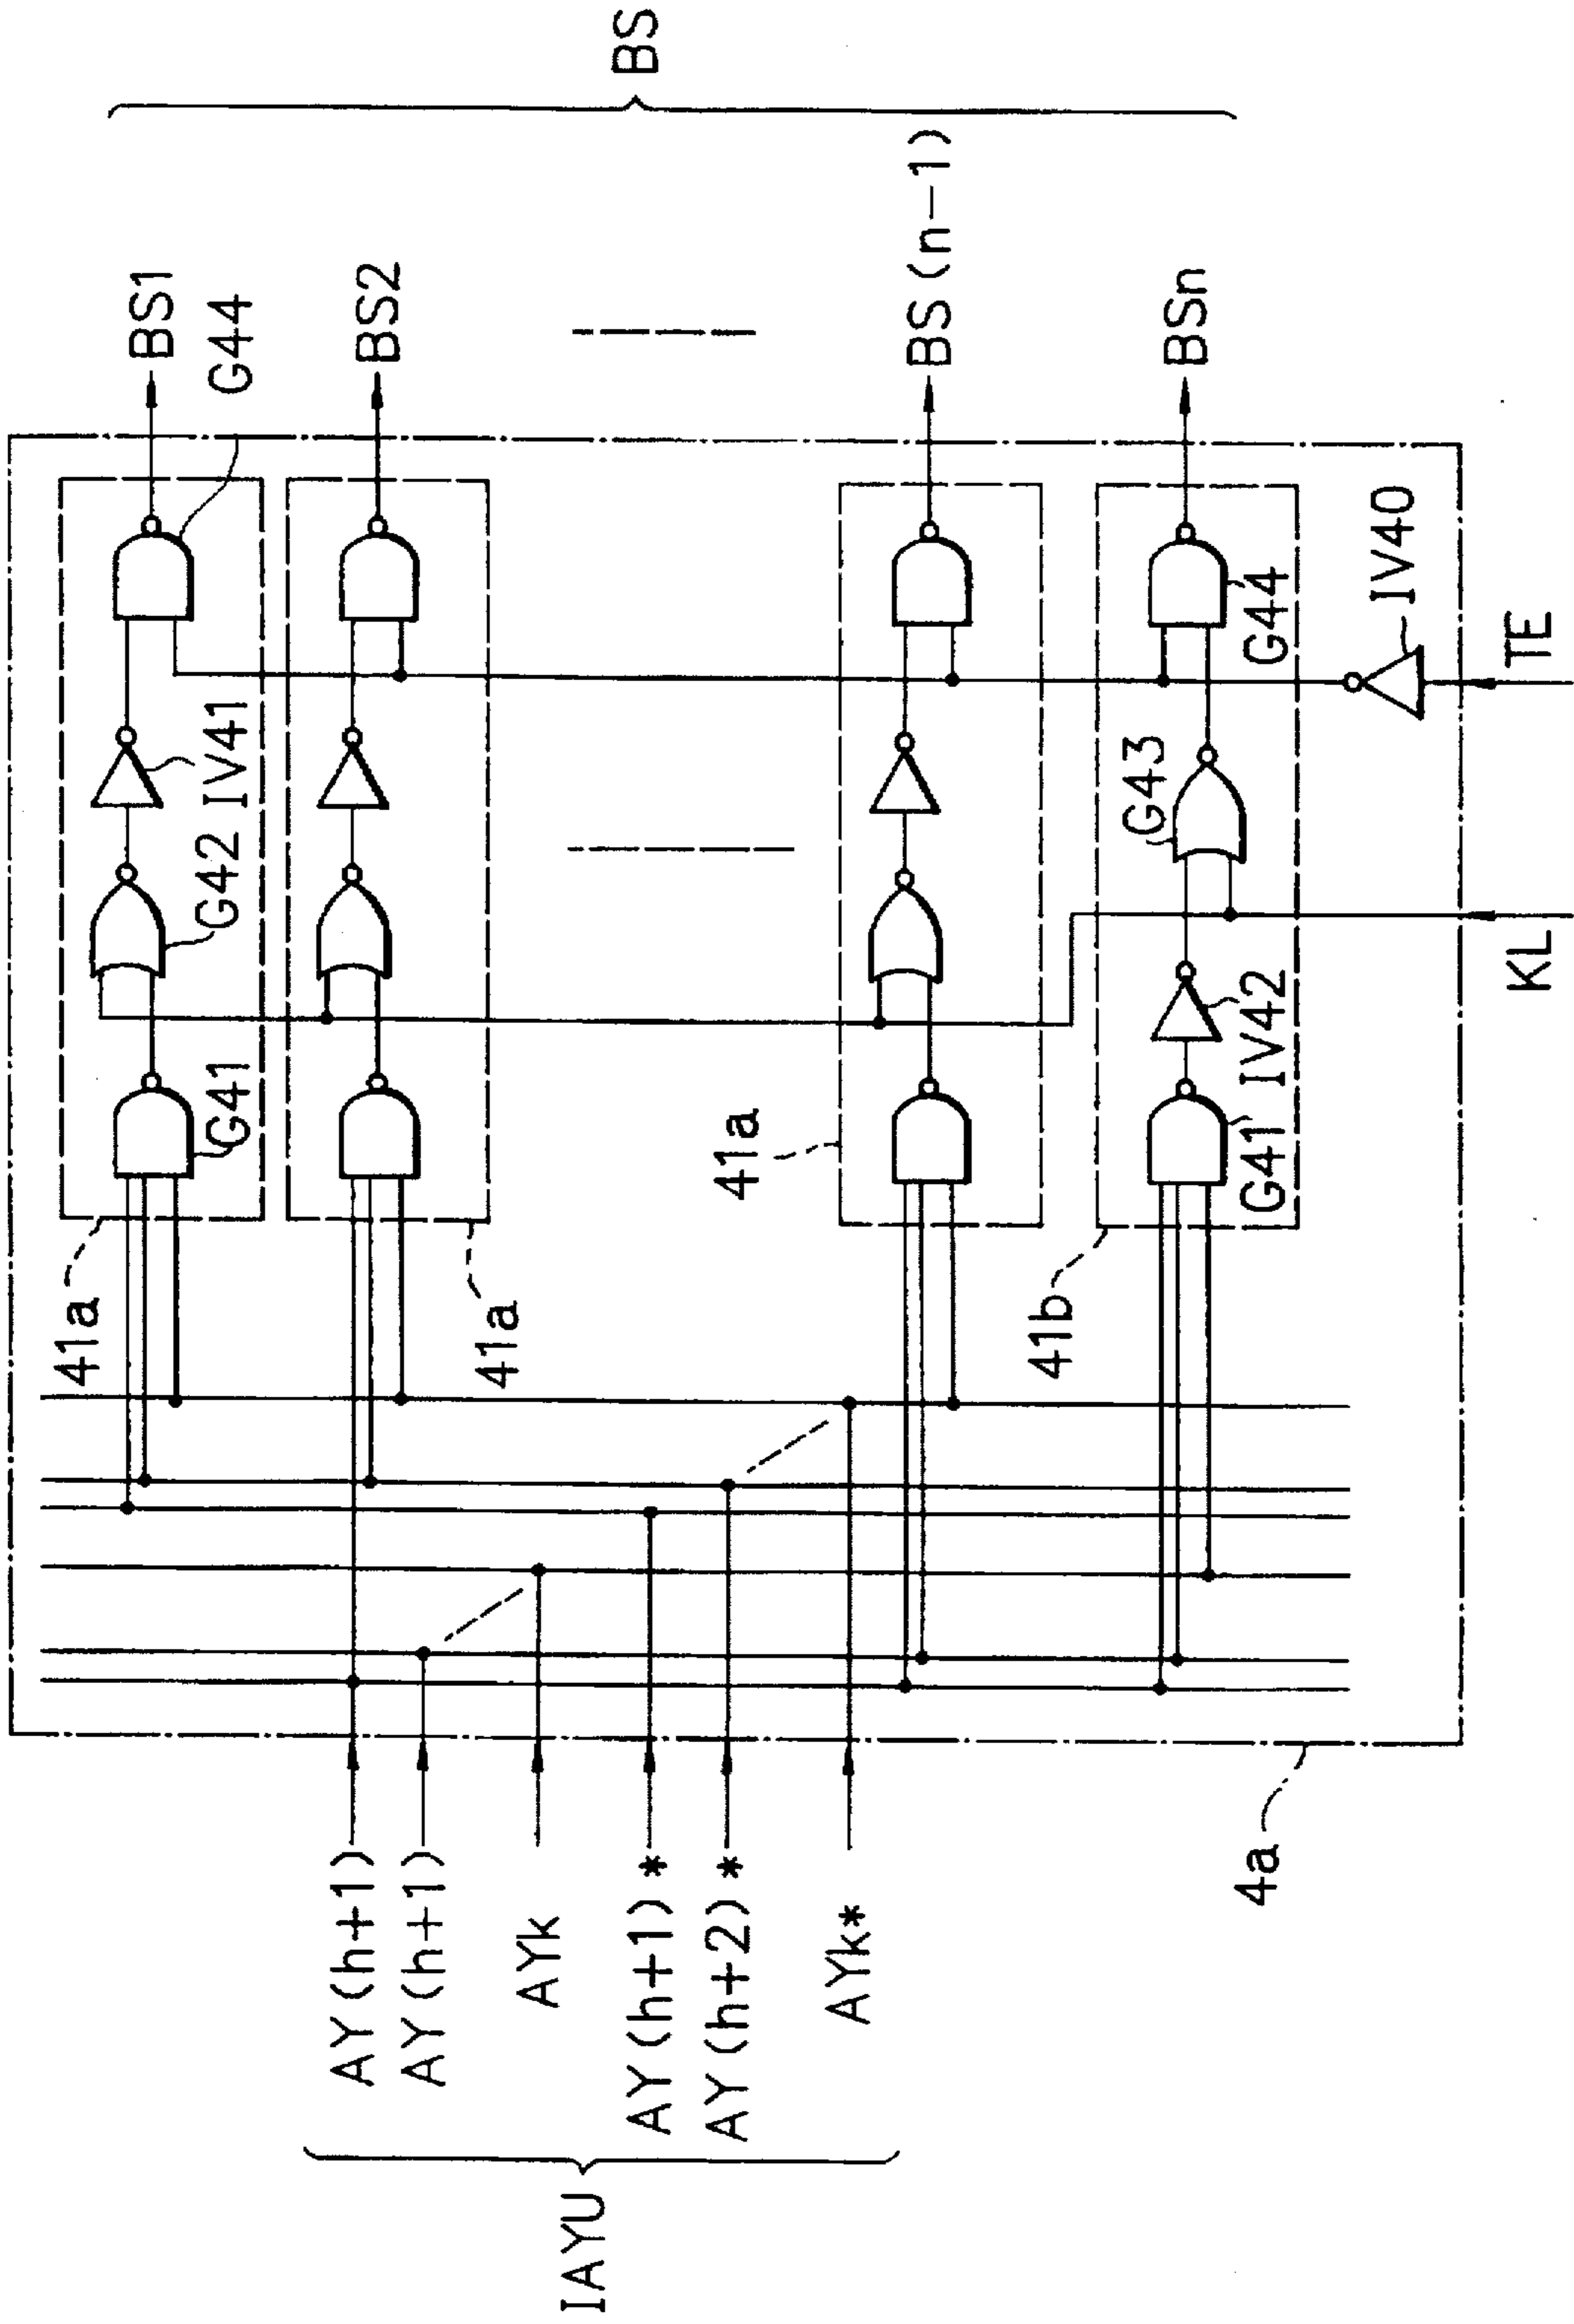 BS
BS1
G44
BS2
BS(n-1)
BSn
41a
G41
G42
IV41
41a
41a
41b
G41
IV42
G43
G44
IV40
KL
TE
IAYU
AY(h+1)
AY(h+1)
AYk
AY(h+1)*
AY(h+2)*
AYk*
4a